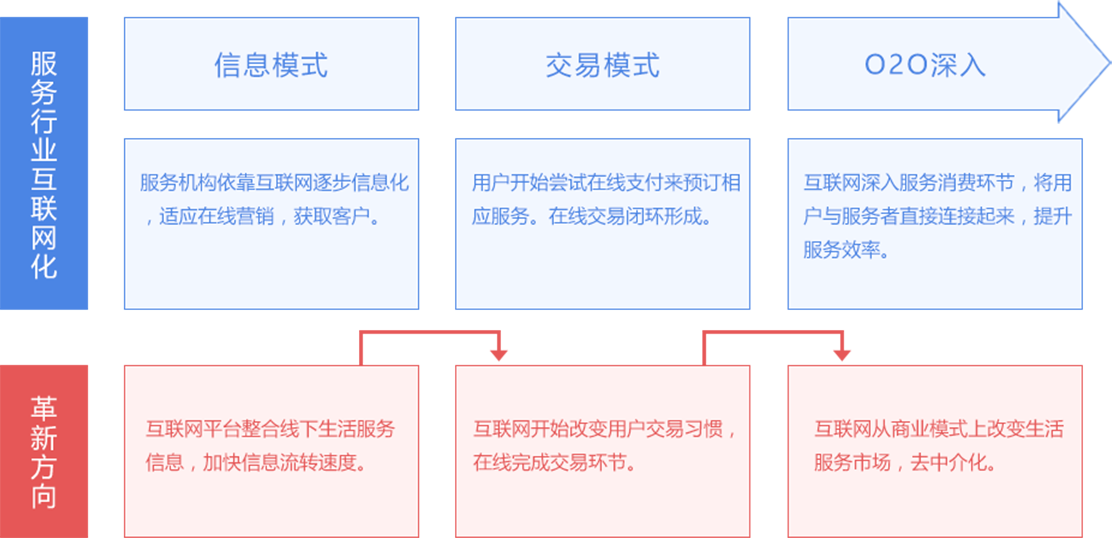 服务行业互联网化
信息模式
交易模式
O2O深入
服务机构依靠互联网逐步信息化
，适应在线营销，获取客户。
用户开始尝试在线支付来预订相
应服务。在线交易闭环形成。
互联网深入服务消费环节，将用
户与服务者直接连接起来，提升
服务效率。
革新方向
互联网平台整合线下生活服务
信息，加快信息流转速度。
互联网开始改变用户交易习惯，
在线完成交易环节。
互联网从商业模式上改变生活
服务市场，去中介化。